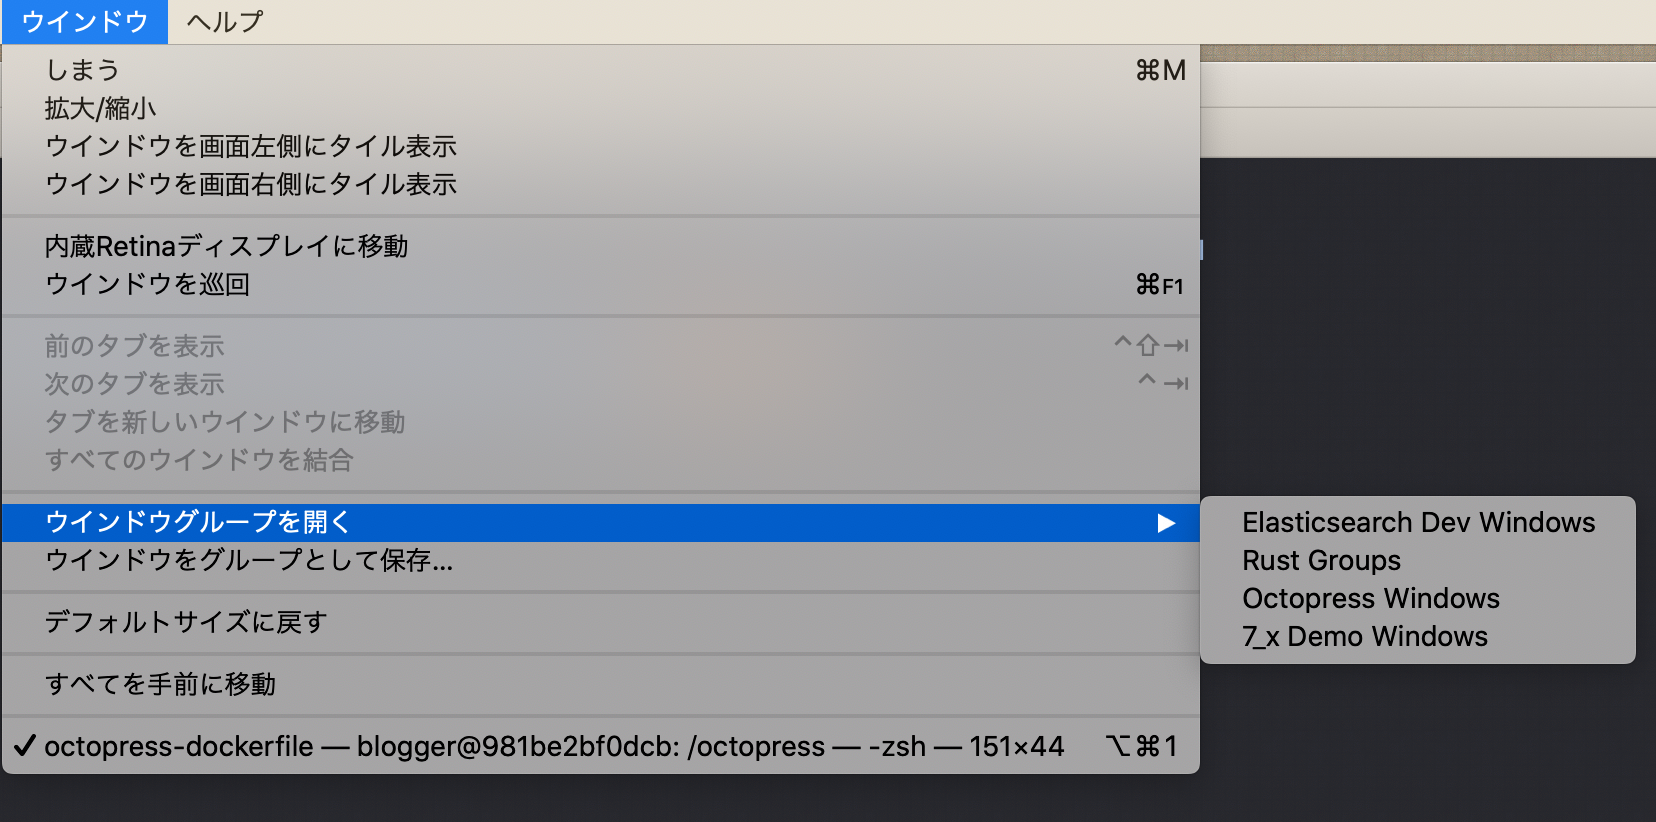 ウインドウ ヘルプ
しまう ⌘M
拡大/縮小
ウインドウを画面左側にタイル表示
ウインドウを画面右側にタイル表示
内蔵Retinaディスプレイに移動
ウインドウを巡回 ⌘F1
前のタブを表示 ^⇧⇥
次のタブを表示 ^⇥
タブを新しいウインドウに移動
すべてのウインドウを結合
ウインドウグループを開く ▶
ウインドウをグループとして保存...
デフォルトサイズに戻す
すべてを手前に移動
✓ octopress-dockerfile — blogger@981be2bf0dcb: /octopress — -zsh — 151×44 ⌥⌘1
Elasticsearch Dev Windows
Rust Groups
Octopress Windows
7_x Demo Windows